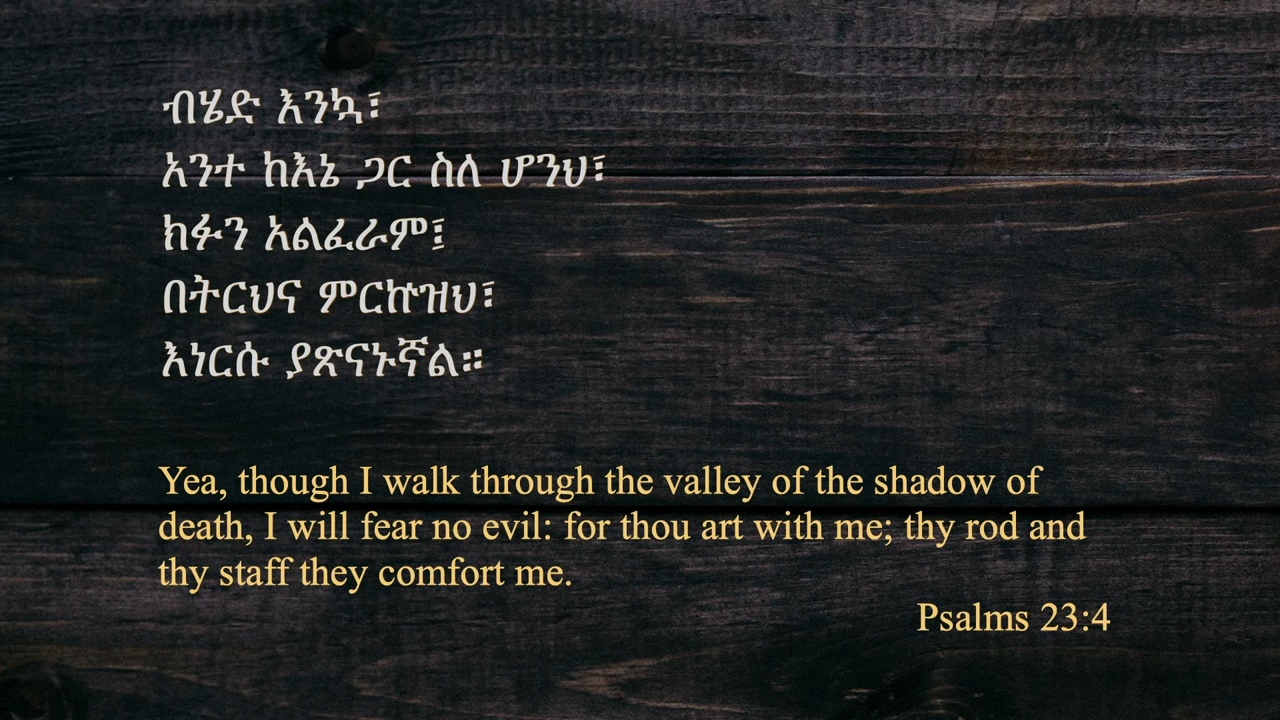 ብሄድ እንኳ፣
አንተ ከእኔ ጋር ስለ ሆንህ፣
ክፉን አልፈራም፤
በትርህና ምርኵዝህ፣
እነርሱ ያጽናኑኛል።
Yea, though I walk through the valley of the shadow of
death, I will fear no evil: for thou art with me; thy rod and
thy staff they comfort me.
Psalms 23:4